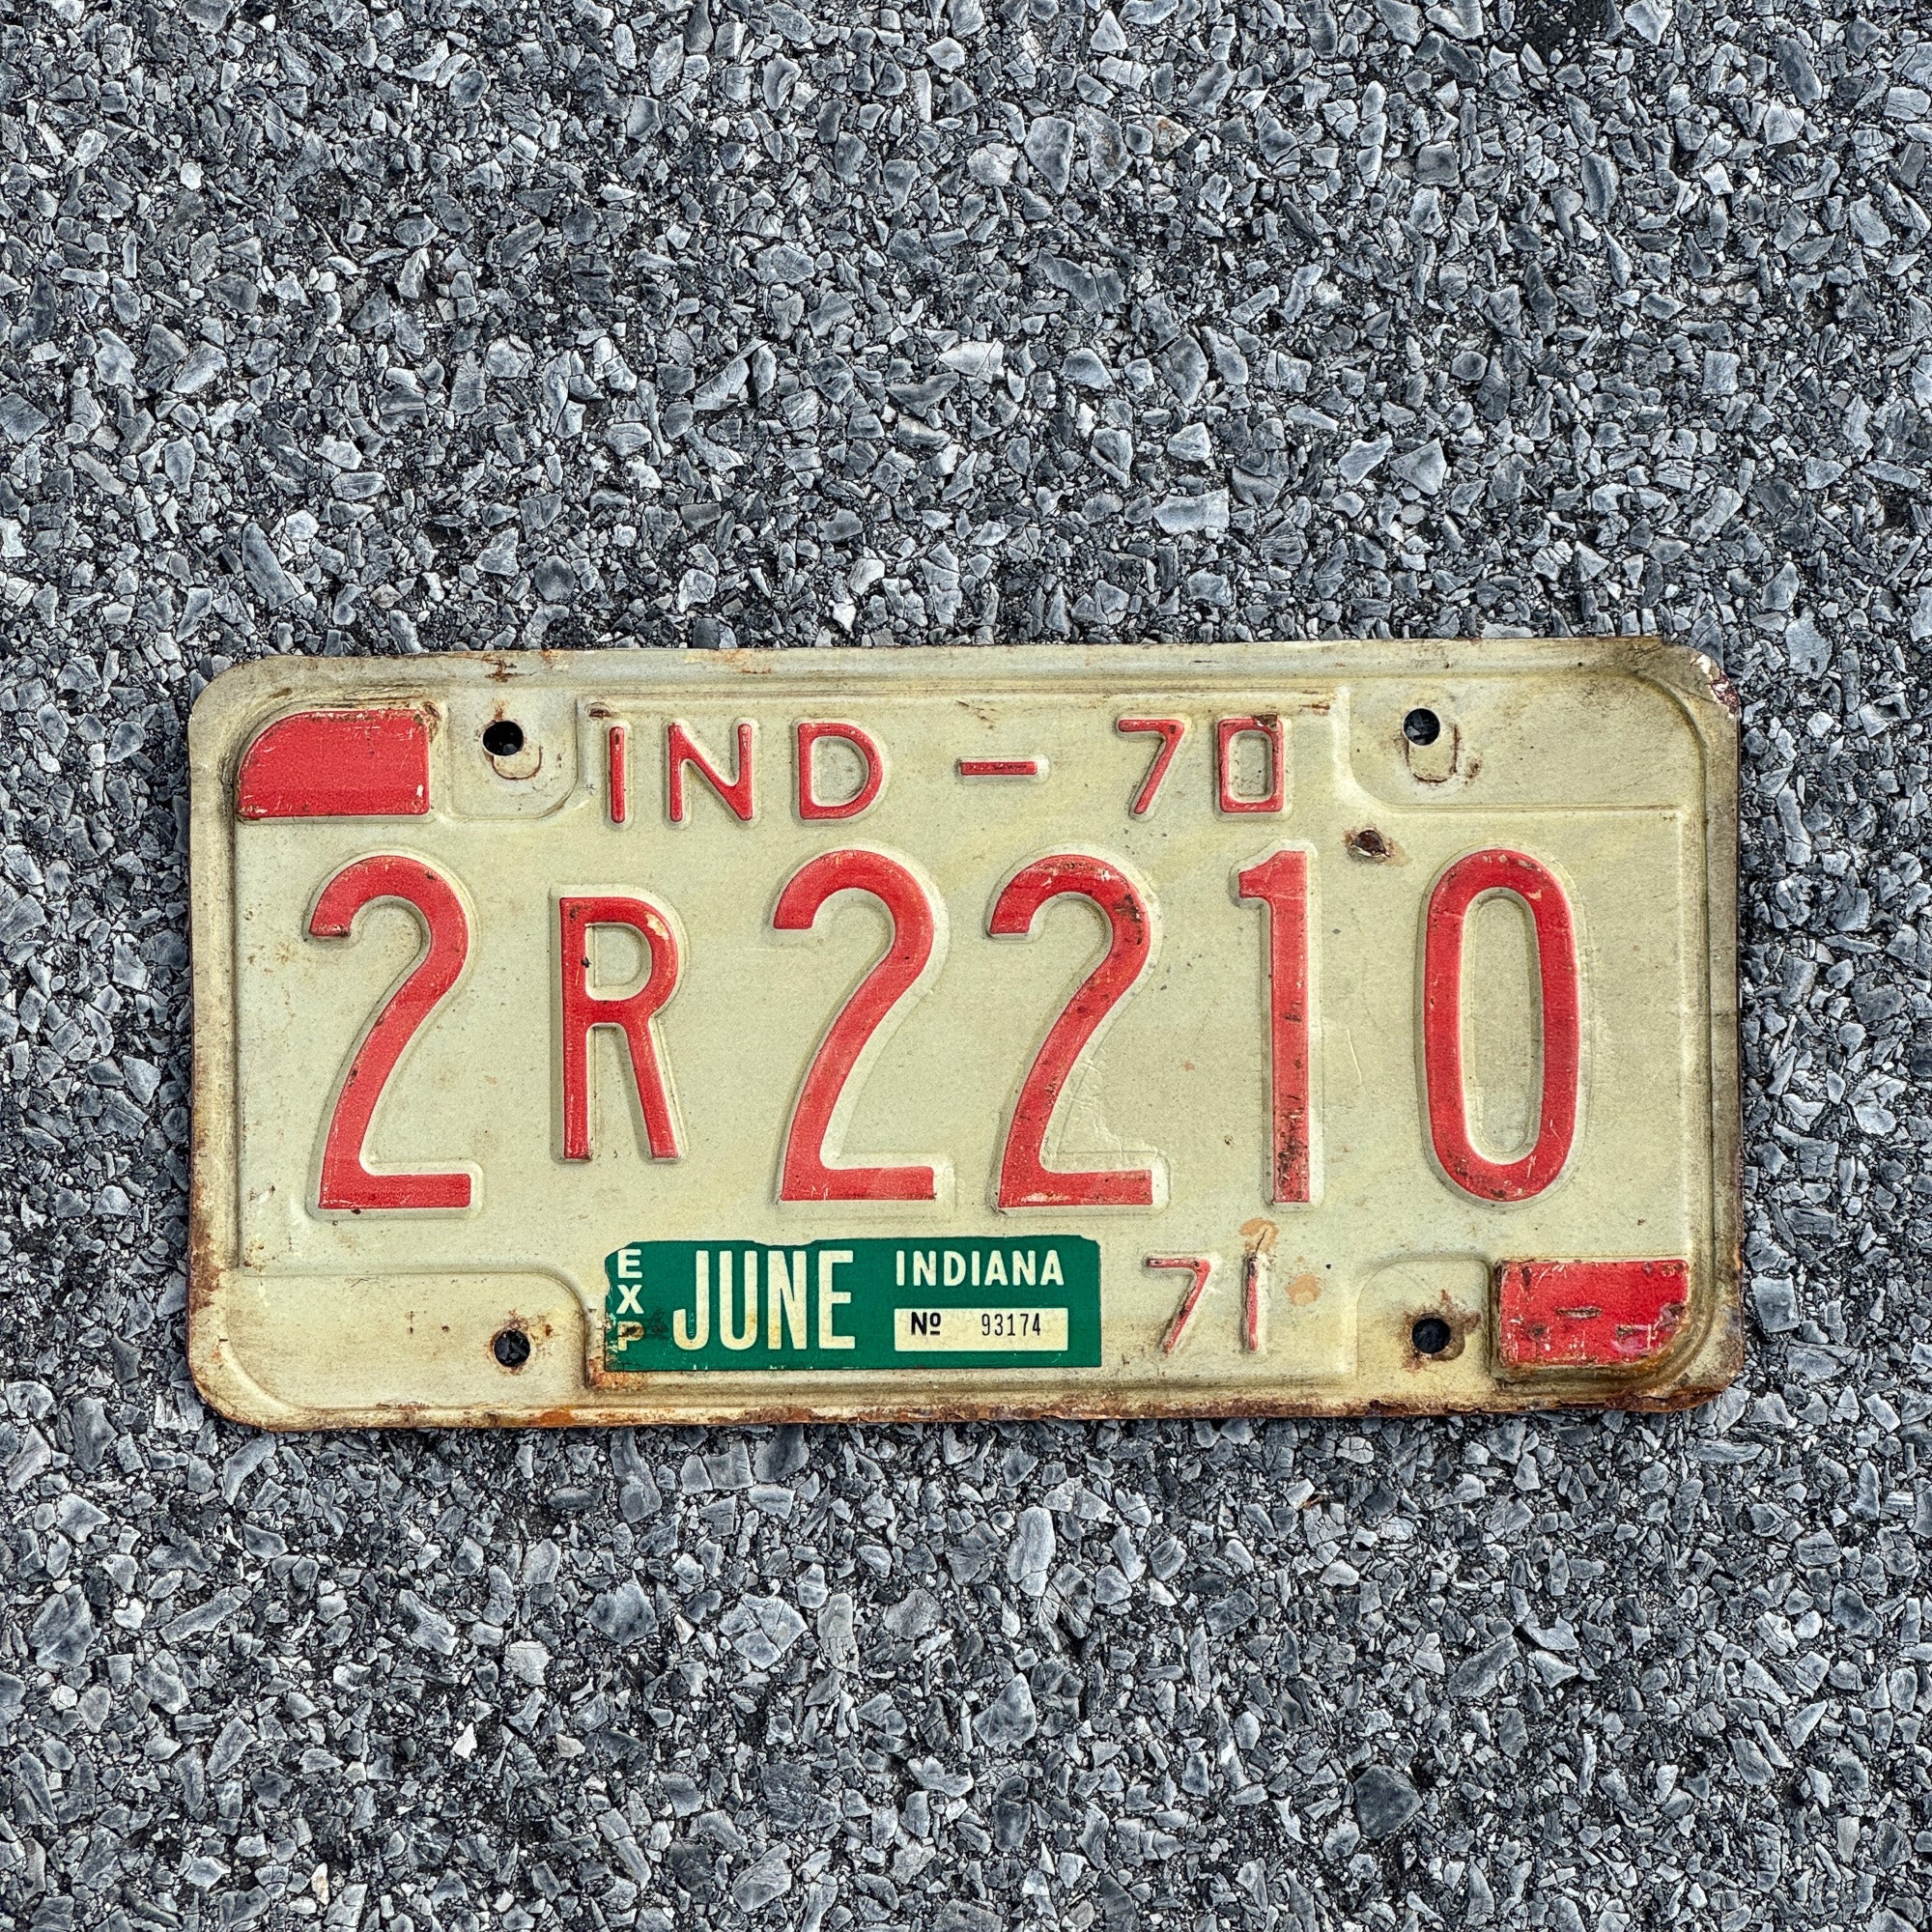 IND - 70
2R2210
EXP JUNE INDIANA 71
Nº 93174